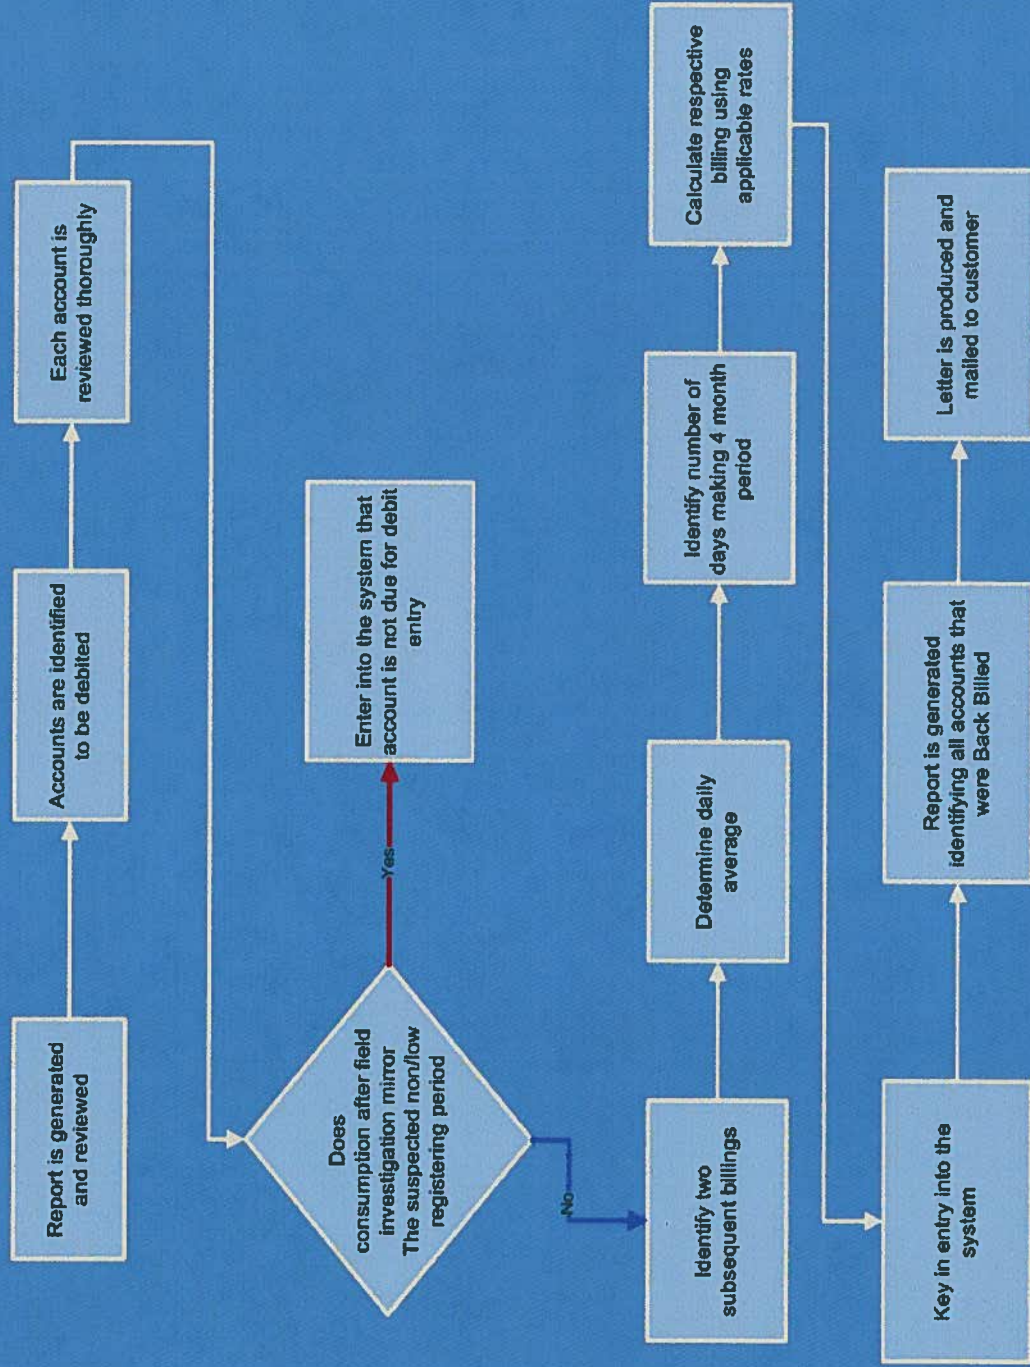 Report is generated
and reviewed
Accounts are identified
to be debited
Each account is
reviewed thoroughly
Does
consumption after field
investigation mirror
The suspected non/low
registering period
Yes
Enter into the system that
account is not due for debit
entry
No
Identify two
subsequent billings
Determine daily
average
Identify number of
days making 4 month
period
Calculate respective
billing using
applicable rates
Key in entry into the
system
Report is generated
identifying all accounts that
were Back Billed
Letter is produced and
mailed to customer